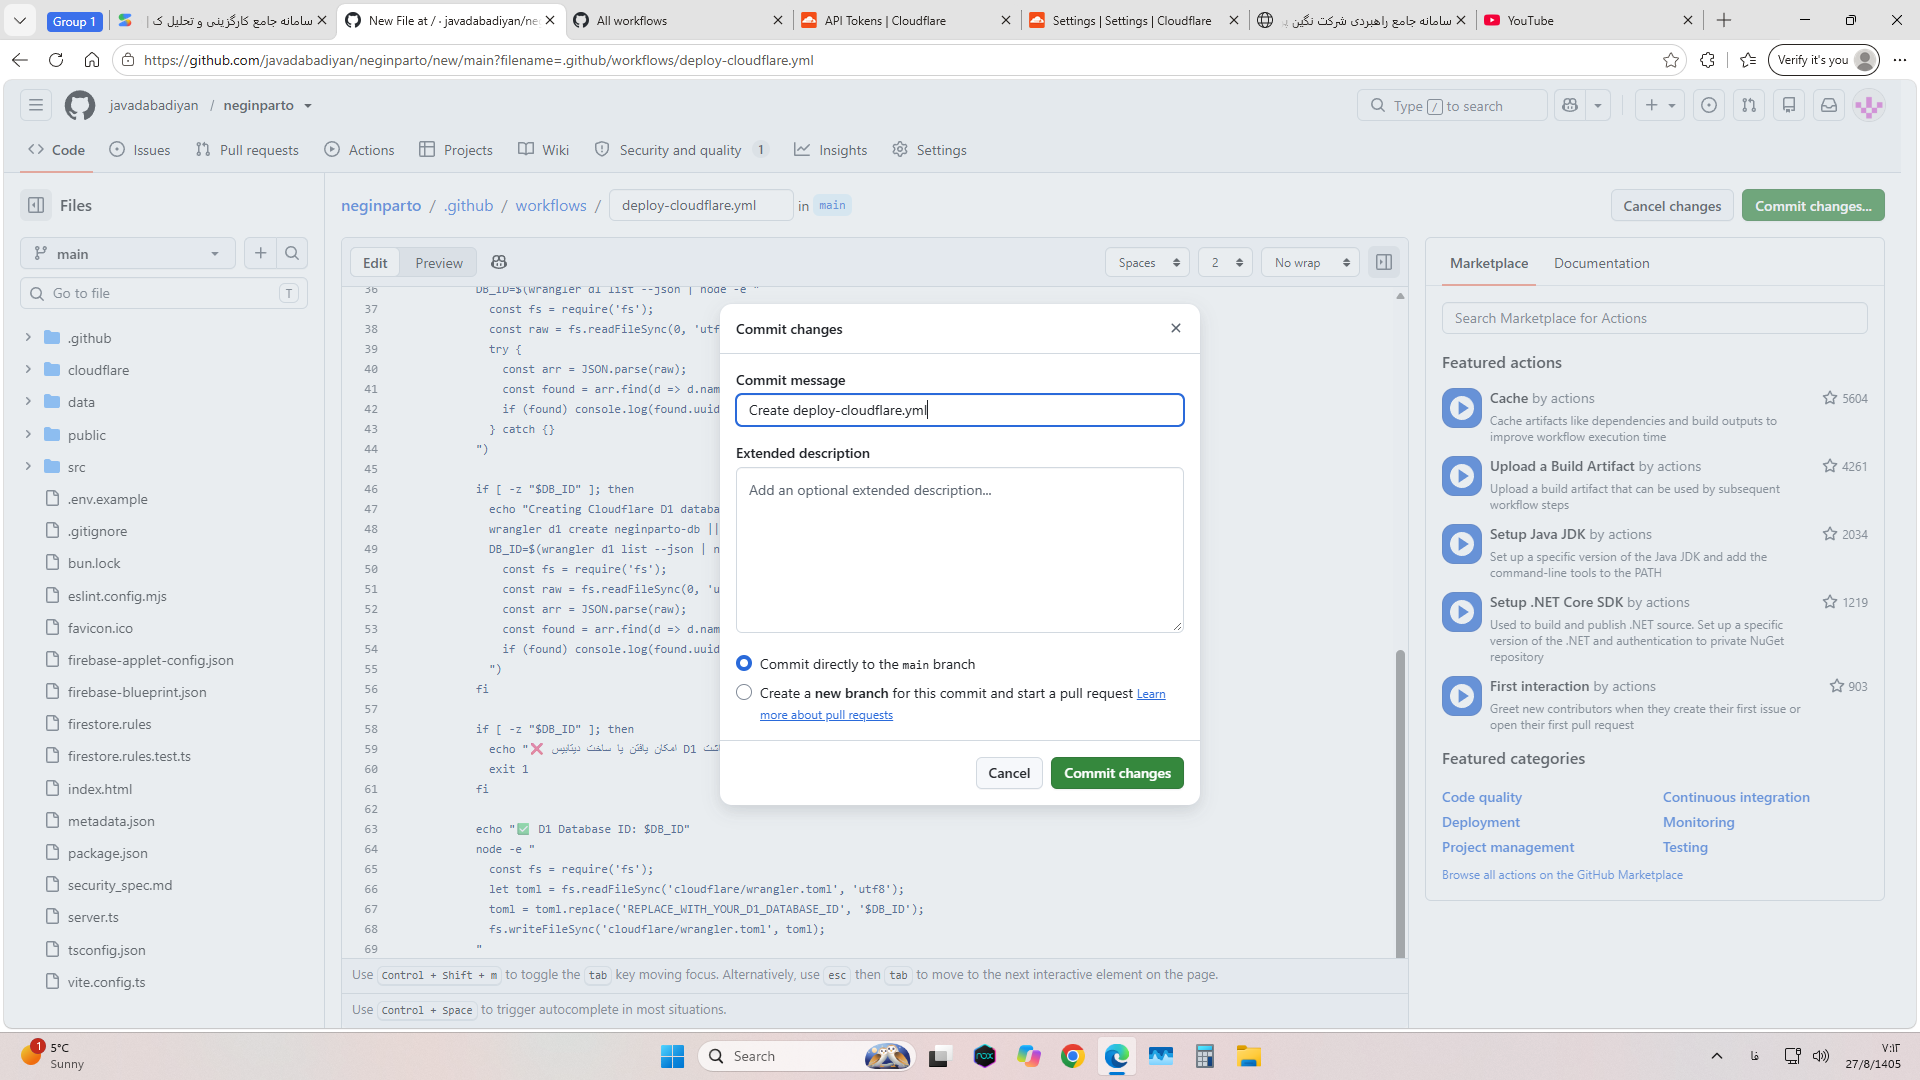 Group 1
سامانه جامع کارگزینی و تحلیل ک
New File at / · javadabadiyan/ne
All workflows
API Tokens | Cloudflare
Settings | Settings | Cloudflare
سامانه جامع راهبردی شرکت نگین پ
YouTube
https://github.com/javadabadiyan/neginparto/new/main?filename=.github/workflows/deploy-cloudflare.yml
Verify it's you
javadabadiyan / neginparto
Type / to search
Code
Issues
Pull requests
Actions
Projects
Wiki
Security and quality 1
Insights
Settings
Files
neginparto / .github / workflows / deploy-cloudflare.yml in main
Cancel changes
Commit changes...
main
Go to file
T
.github
cloudflare
data
public
src
.env.example
.gitignore
bun.lock
eslint.config.mjs
favicon.ico
firebase-applet-config.json
firebase-blueprint.json
firestore.rules
firestore.rules.test.ts
index.html
metadata.json
package.json
security_spec.md
server.ts
tsconfig.json
vite.config.ts
Edit
Preview
Spaces
2
No wrap
36 DB_ID=$(wrangler d1 list --json | node -e "
37 const fs = require('fs');
38 const raw = fs.readFileSync(0, 'utf
39 try {
40 const arr = JSON.parse(raw);
41 const found = arr.find(d => d.nam
42 if (found) console.log(found.uuid
43 } catch {}
44 ")
45
46 if [ -z "$DB_ID" ]; then
47 echo "Creating Cloudflare D1 databa
48 wrangler d1 create neginparto-db ||
49 DB_ID=$(wrangler d1 list --json | n
50 const fs = require('fs');
51 const raw = fs.readFileSync(0, 'u
52 const arr = JSON.parse(raw);
53 const found = arr.find(d => d.nam
54 if (found) console.log(found.uuid
55 ")
56 fi
57
58 if [ -z "$DB_ID" ]; then
59 echo "❌ امکان یافتن یا ساخت دیتابیس D1
60 exit 1
61 fi
62
63 echo "✅ D1 Database ID: $DB_ID"
64 node -e "
65 const fs = require('fs');
66 let toml = fs.readFileSync('cloudflare/wrangler.toml', 'utf8');
67 toml = toml.replace('REPLACE_WITH_YOUR_D1_DATABASE_ID', '$DB_ID');
68 fs.writeFileSync('cloudflare/wrangler.toml', toml);
69 "
Use Control + Shift + m to toggle the tab key moving focus. Alternatively, use esc then tab to move to the next interactive element on the page.
Use Control + Space to trigger autocomplete in most situations.
Commit changes
Commit message
Create deploy-cloudflare.yml
Extended description
Add an optional extended description...
Commit directly to the main branch
Create a new branch for this commit and start a pull request Learn
more about pull requests
Cancel
Commit changes
Marketplace
Documentation
Search Marketplace for Actions
Featured actions
Cache by actions
5604
Cache artifacts like dependencies and build outputs to
improve workflow execution time
Upload a Build Artifact by actions
4261
Upload a build artifact that can be used by subsequent
workflow steps
Setup Java JDK by actions
2034
Set up a specific version of the Java JDK and add the
command-line tools to the PATH
Setup .NET Core SDK by actions
1219
Used to build and publish .NET source. Set up a specific
version of the .NET and authentication to private NuGet
repository
First interaction by actions
903
Greet new contributors when they create their first issue or
open their first pull request
Featured categories
Code quality
Continuous integration
Deployment
Monitoring
Project management
Testing
Browse all actions on the GitHub Marketplace
1
5°C
Sunny
Search
nox
فا
۷:۱۳
27/8/1405